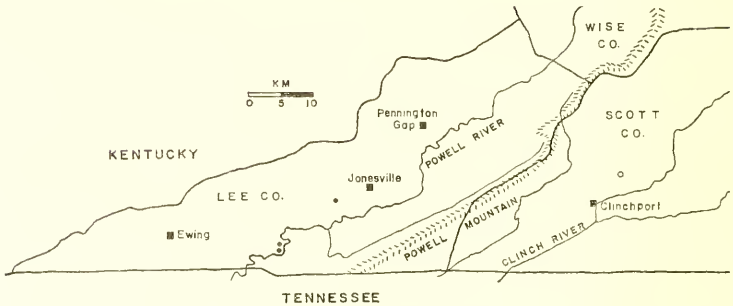 WISE
CO.
KM
0 5 10
SCOTT
CO.
Pennington
Gap
POWELL RIVER
KENTUCKY
Jonesville
LEE CO.
Clinchport
POWELL MOUNTAIN
Ewing
CLINCH RIVER
TENNESSEE